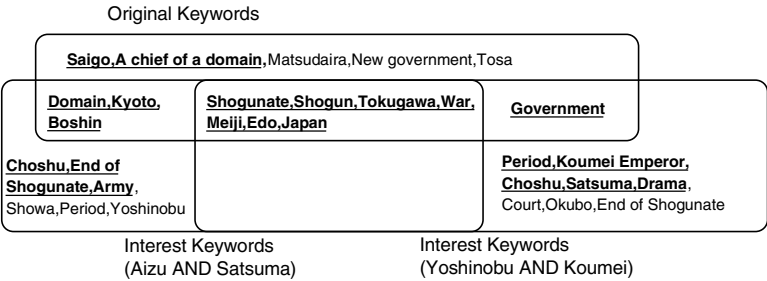 Original Keywords
Saigo,A chief of a domain,Matsudaira,New government,Tosa
Domain,Kyoto,
Boshin
Shogunate,Shogun,Tokugawa,War,
Meiji,Edo,Japan
Government
Choshu,End of
Shogunate,Army,
Showa,Period,Yoshinobu
Period,Koumei Emperor,
Choshu,Satsuma,Drama,
Court,Okubo,End of Shogunate
Interest Keywords
(Aizu AND Satsuma)
Interest Keywords
(Yoshinobu AND Koumei)